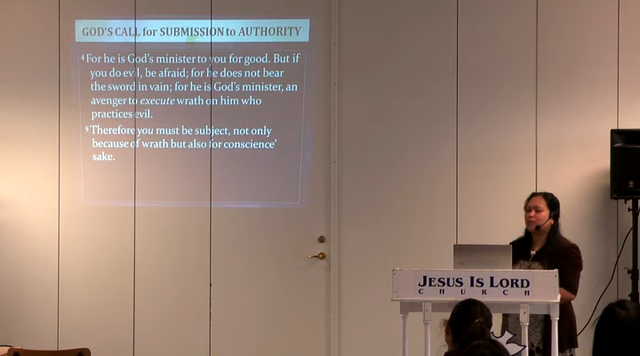 GOD'S CALL for SUBMISSION to AUTHORITY
4 For he is God's minister to you for good. But if
you do evil, be afraid; for he does not bear
the sword in vain; for he is God's minister, an
avenger to execute wrath on him who
practices evil.
5 Therefore you must be subject, not only
because of wrath but also for conscience'
sake.
JESUS IS LORD
CHURCH